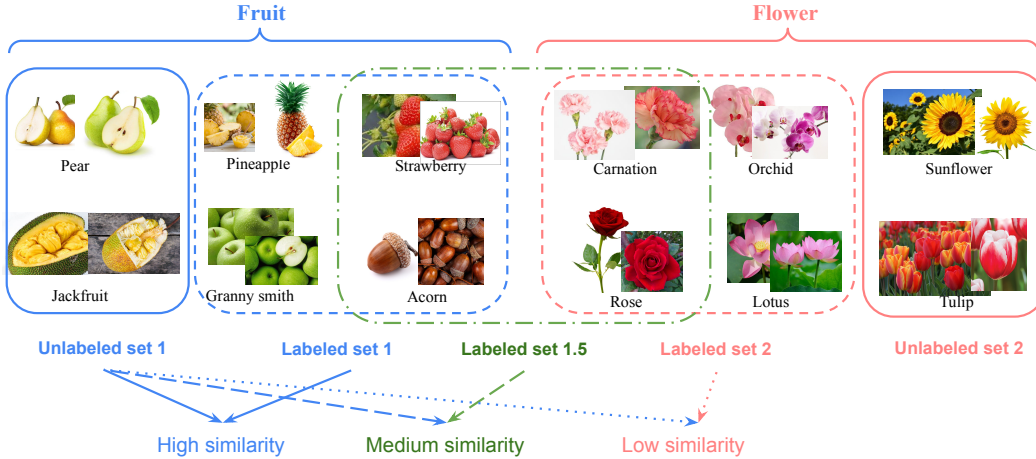 Fruit
Flower
Pear
Pineapple
Strawberry
Carnation
Orchid
Sunflower
Jackfruit
Granny smith
Acorn
Rose
Lotus
Tulip
Unlabeled set 1
Labeled set 1
Labeled set 1.5
Labeled set 2
Unlabeled set 2
High similarity
Medium similarity
Low similarity